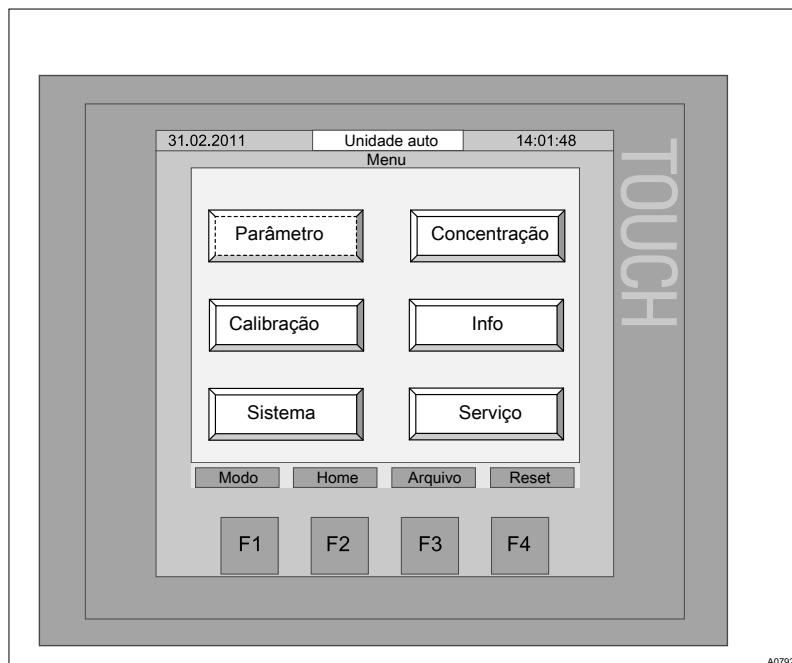 31.02.2011 Unidade auto 14:01:48
Menu
Parâmetro Concentração
Calibração Info
Sistema Serviço
Modo Home Arquivo Reset
F1 F2 F3 F4
TOUCH
A0792